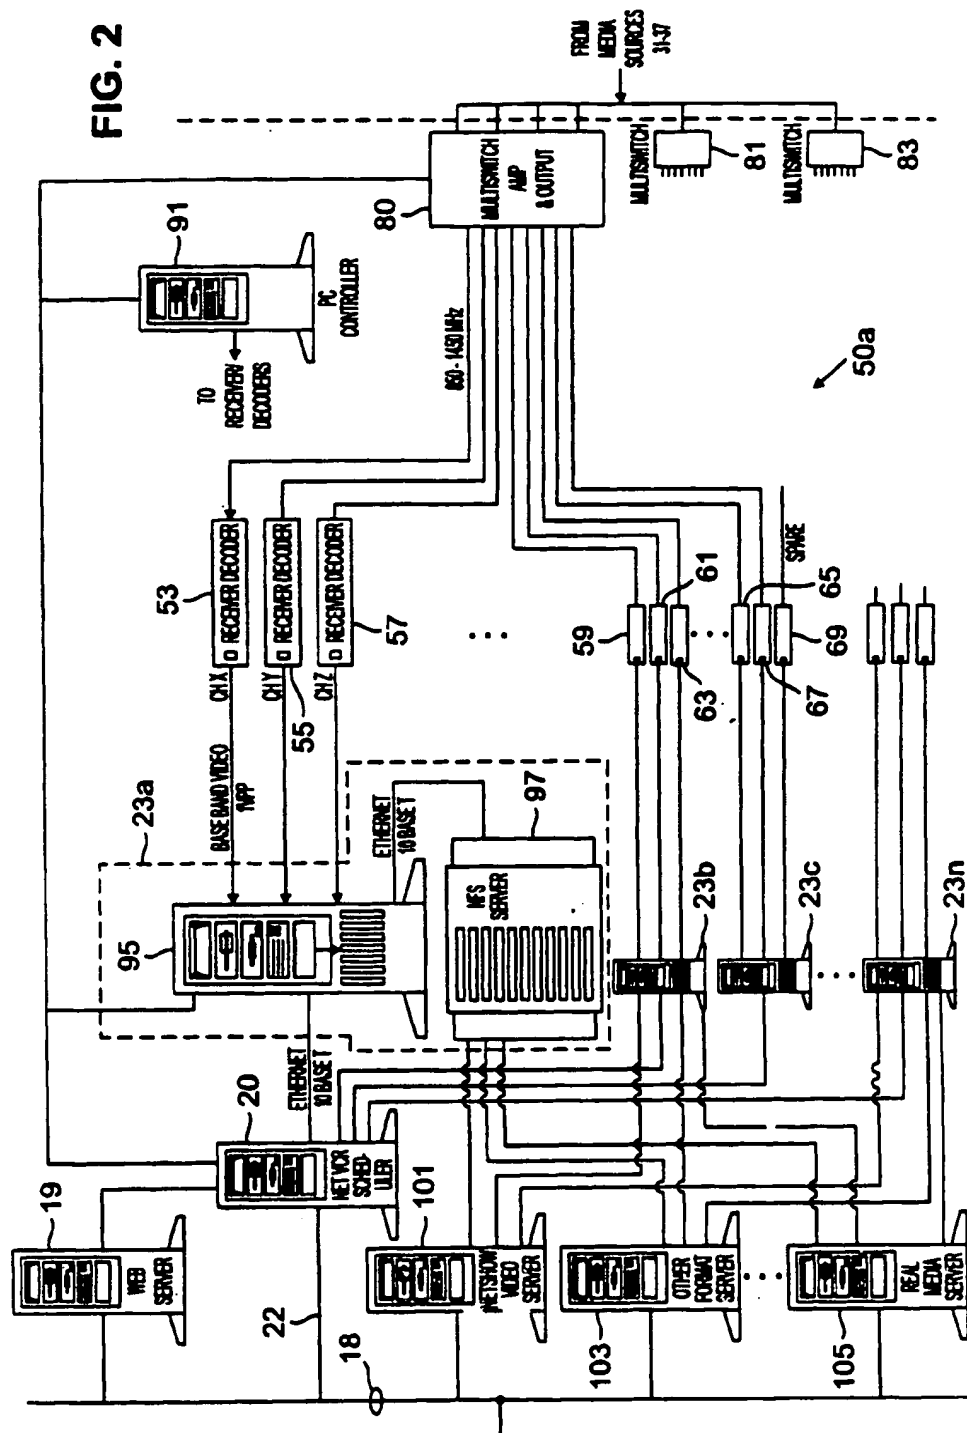 FIG. 2
FROM
MEDIA
SOURCES
31-37
MULTISWITCH
AMP
& OUTPUT
80
MULTISWITCH
81
MULTISWITCH
83
91
PC
CONTROLLER
TO
RECEIVER/
DECODERS
50a
53
RECEIVER DECODER
RECEIVER DECODER
55
RECEIVER DECODER
57
CH X
CH Y
CH Z
BASE BAND VIDEO
1VPP
59
61
63
65
67
69
SPARE
23a
95
ETHERNET
10 BASE T
97
NFS
SERVER
23b
23c
23n
ETHERNET
10 BASE T
20
NET VCR
SCHED-
ULER
19
WEB
SERVER
22
18
101
VIDEO
SERVER
103
OTHER
FORMAT
SERVER
105
REAL
MEDIA
SERVER